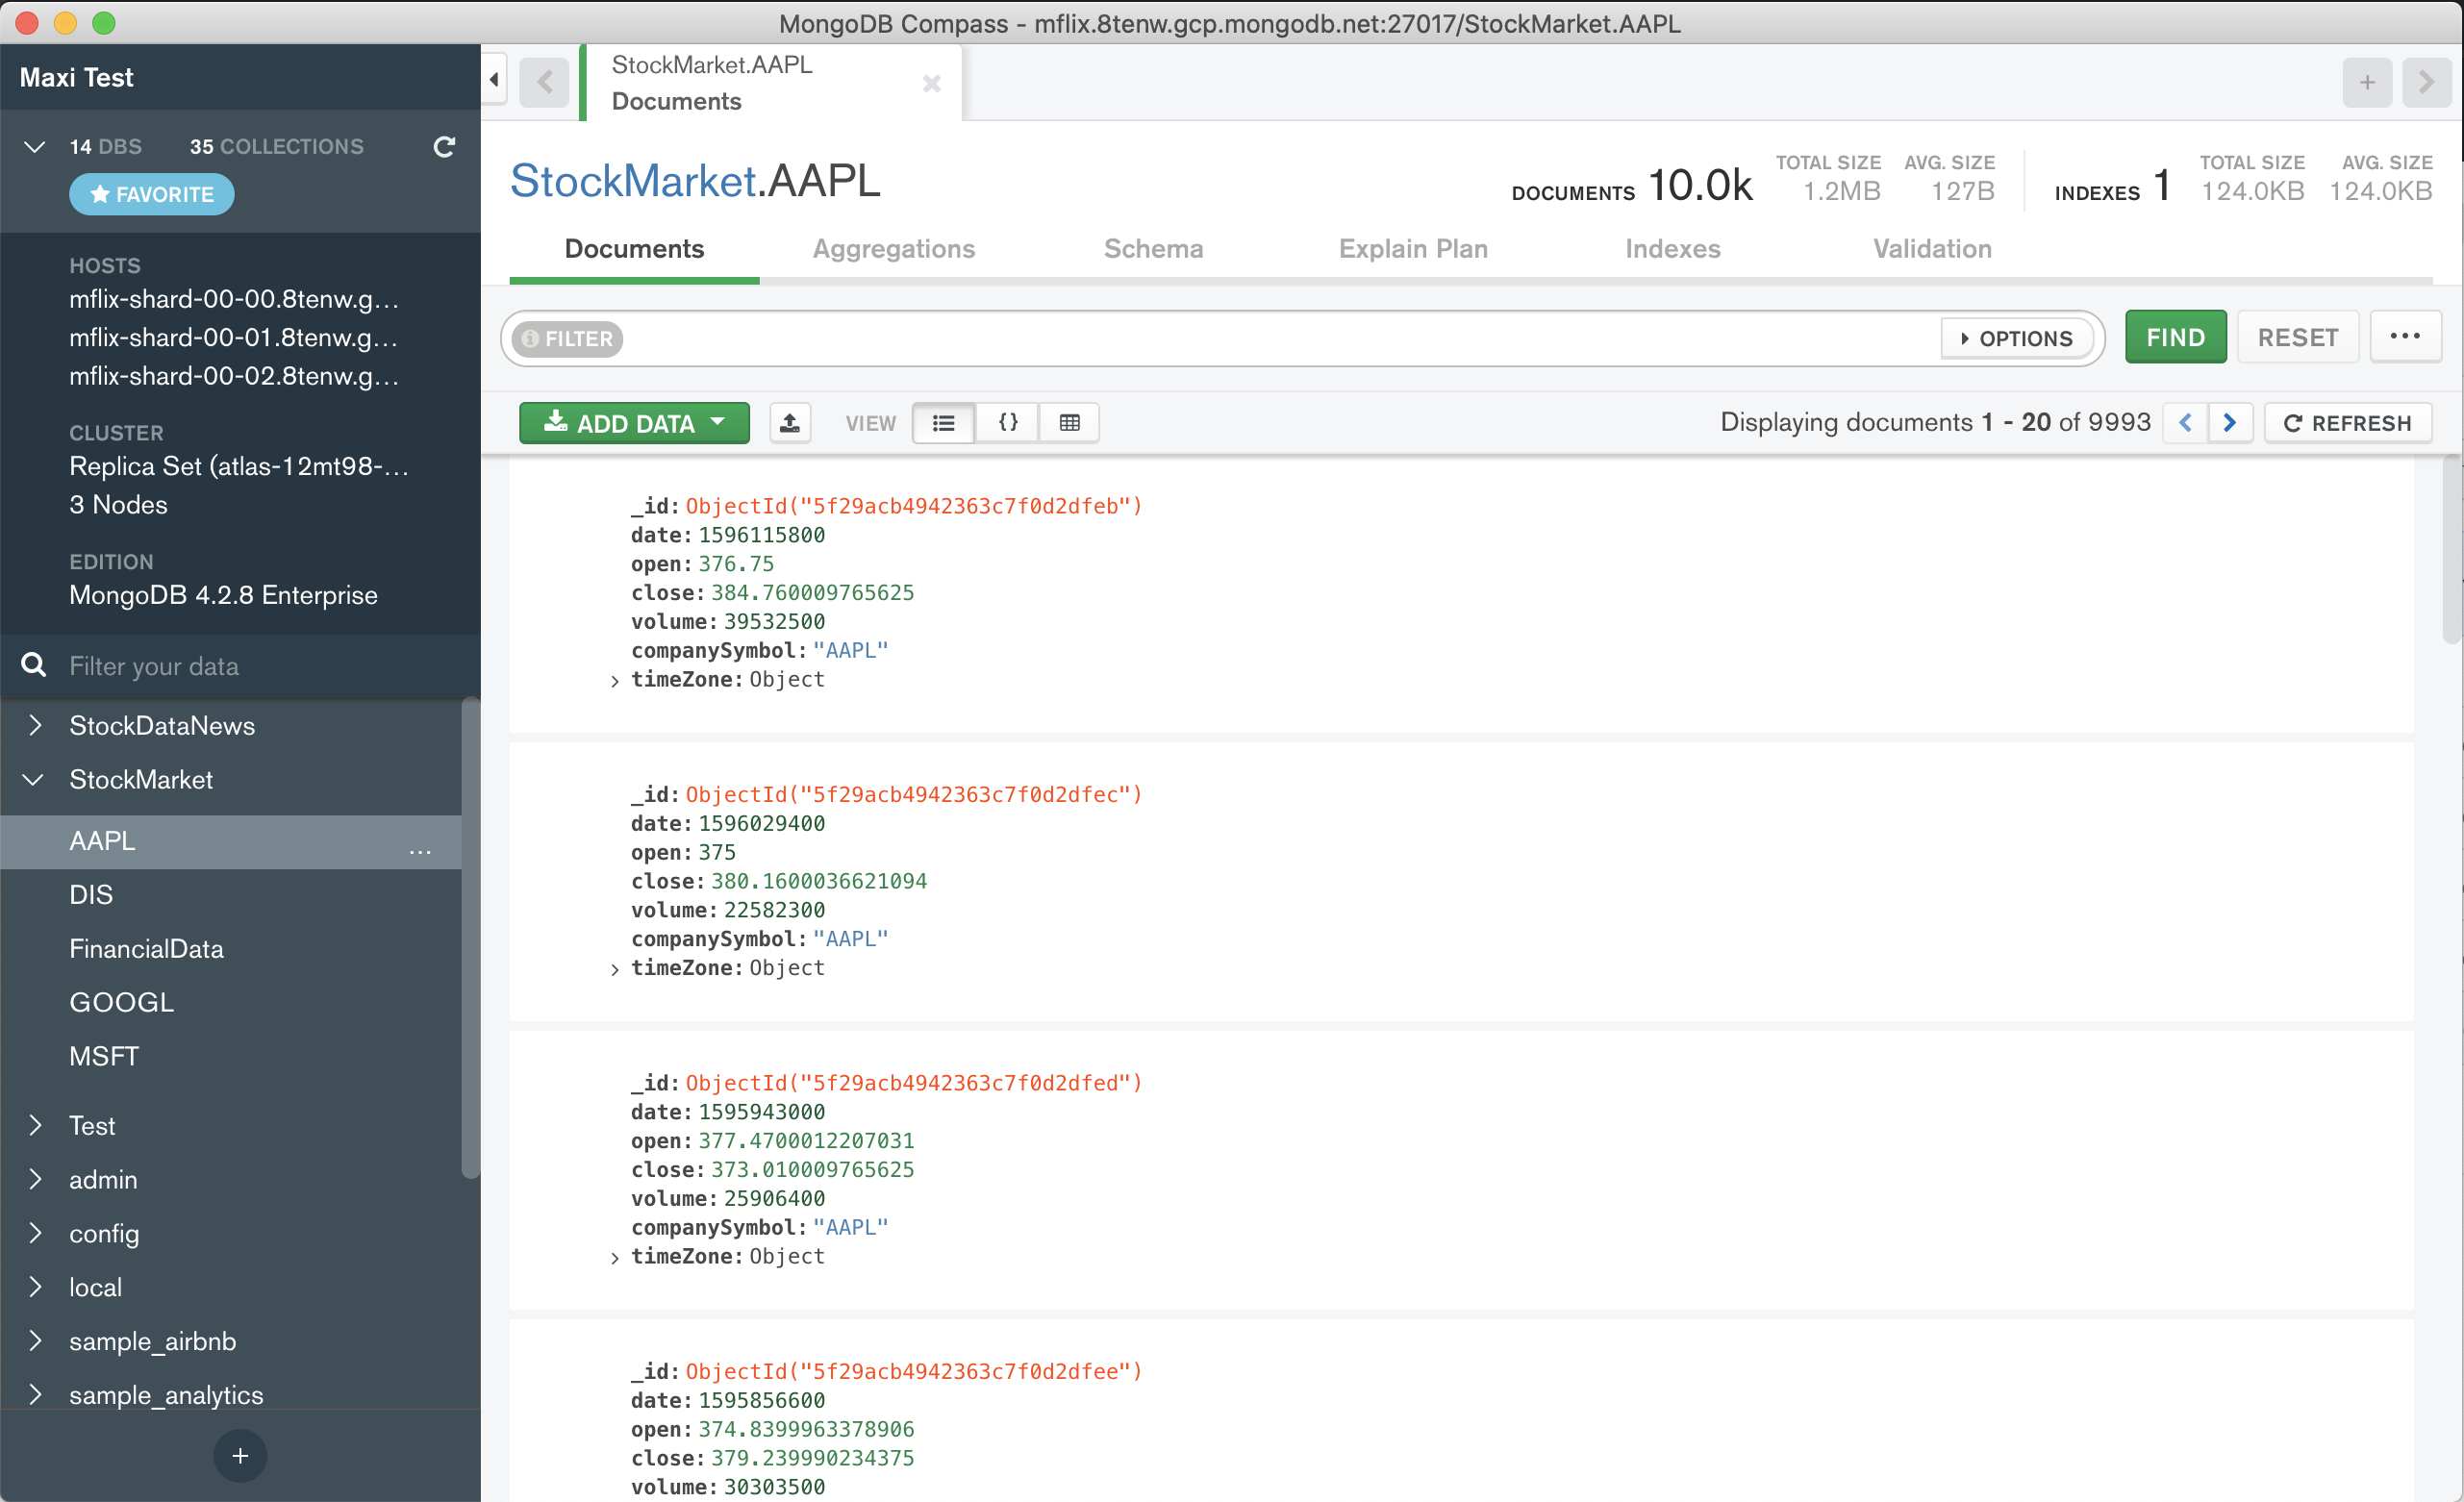 MongoDB Compass - mflix.8tenw.gcp.mongodb.net:27017/StockMarket.AAPL
Maxi Test
14 DBS 35 COLLECTIONS
FAVORITE
HOSTS
mflix-shard-00-00.8tenw.g...
mflix-shard-00-01.8tenw.g...
mflix-shard-00-02.8tenw.g...
CLUSTER
Replica Set (atlas-12mt98-...
3 Nodes
EDITION
MongoDB 4.2.8 Enterprise
Filter your data
StockDataNews
StockMarket
AAPL ...
DIS
FinancialData
GOOGL
MSFT
Test
admin
config
local
sample_airbnb
sample_analytics
+
StockMarket.AAPL
Documents
StockMarket.AAPL
DOCUMENTS 10.0k TOTAL SIZE 1.2MB AVG. SIZE 127B
INDEXES 1 TOTAL SIZE 124.0KB AVG. SIZE 124.0KB
Documents Aggregations Schema Explain Plan Indexes Validation
FILTER OPTIONS FIND RESET ...
ADD DATA VIEW {} Displaying documents 1 - 20 of 9993 REFRESH
_id: ObjectId("5f29acb4942363c7f0d2dfeb")
date: 1596115800
open: 376.75
close: 384.760009765625
volume: 39532500
companySymbol: "AAPL"
timeZone: Object
_id: ObjectId("5f29acb4942363c7f0d2dfec")
date: 1596029400
open: 375
close: 380.1600036621094
volume: 22582300
companySymbol: "AAPL"
timeZone: Object
_id: ObjectId("5f29acb4942363c7f0d2dfed")
date: 1595943000
open: 377.4700012207031
close: 373.010009765625
volume: 25906400
companySymbol: "AAPL"
timeZone: Object
_id: ObjectId("5f29acb4942363c7f0d2dfee")
date: 1595856600
open: 374.8399963378906
close: 379.239990234375
volume: 30303500